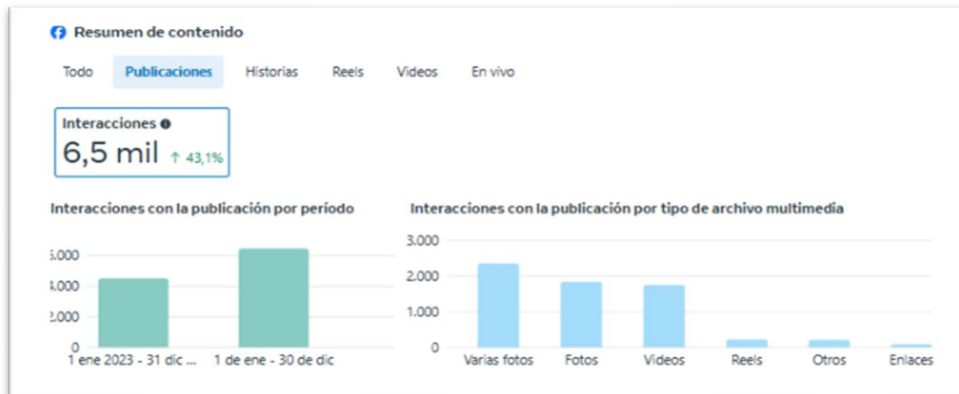 Resumen de contenido
Todo Publicaciones Historias Reels Videos En vivo
Interacciones
6,5 mil ↑ 43,1%
Interacciones con la publicación por período
.000
.000
.000
0
1 ene 2023 - 31 dic ... 1 de ene - 30 de dic
Interacciones con la publicación por tipo de archivo multimedia
3.000
2.000
1.000
0
Varias fotos Fotos Videos Reels Otros Enlaces